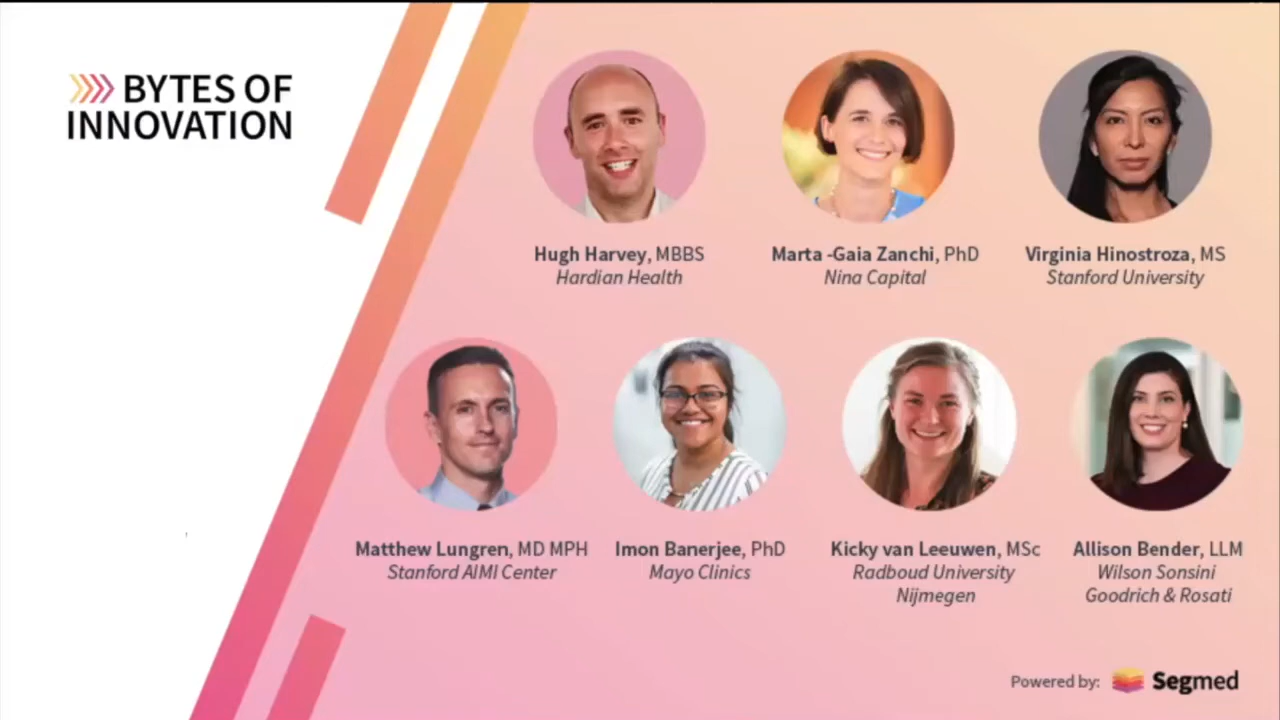 BYTES OF
INNOVATION
Hugh Harvey, MBBS
Hardian Health
Marta -Gaia Zanchi, PhD
Nina Capital
Virginia Hinostroza, MS
Stanford University
Matthew Lungren, MD MPH
Stanford AIMI Center
Imon Banerjee, PhD
Mayo Clinics
Kicky van Leeuwen, MSc
Radboud University
Nijmegen
Allison Bender, LLM
Wilson Sonsini
Goodrich & Rosati
Powered by: Segmed